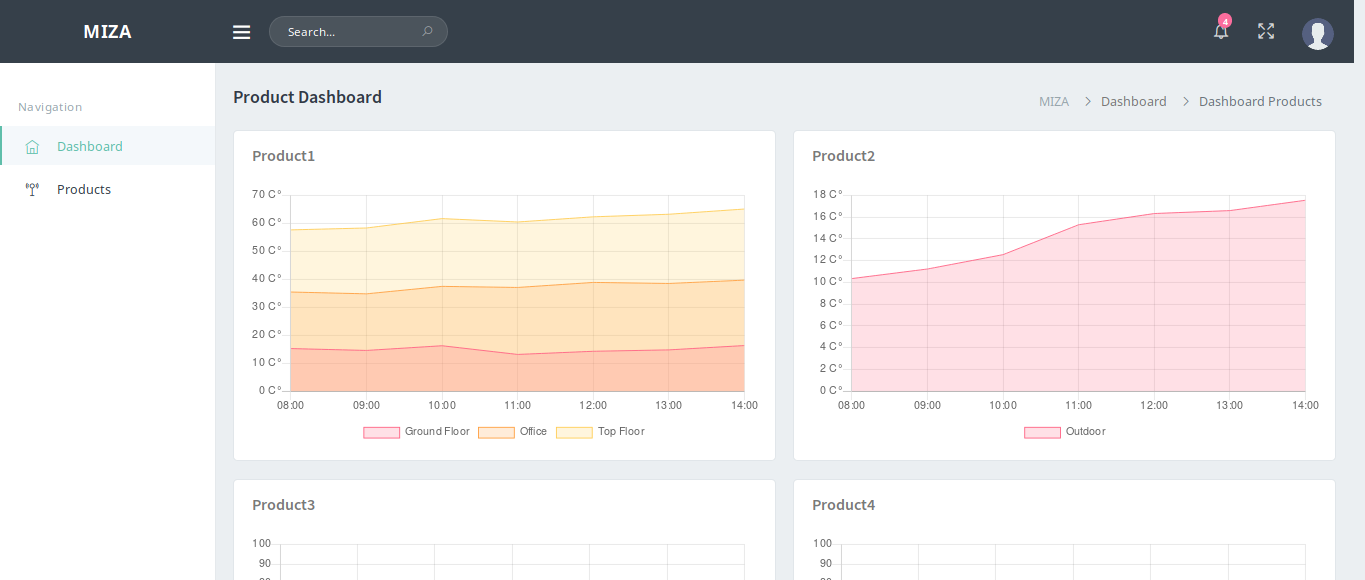 MIZA
Search...
4
Navigation
Dashboard
Products
Product Dashboard
MIZA > Dashboard > Dashboard Products
Product1
70 C°
60 C°
50 C°
40 C°
30 C°
20 C°
10 C°
0 C°
08:00 09:00 10:00 11:00 12:00 13:00 14:00
Ground Floor Office Top Floor
Product2
18 C°
16 C°
14 C°
12 C°
10 C°
8 C°
6 C°
4 C°
2 C°
0 C°
08:00 09:00 10:00 11:00 12:00 13:00 14:00
Outdoor
Product3
100
90
Product4
100
90